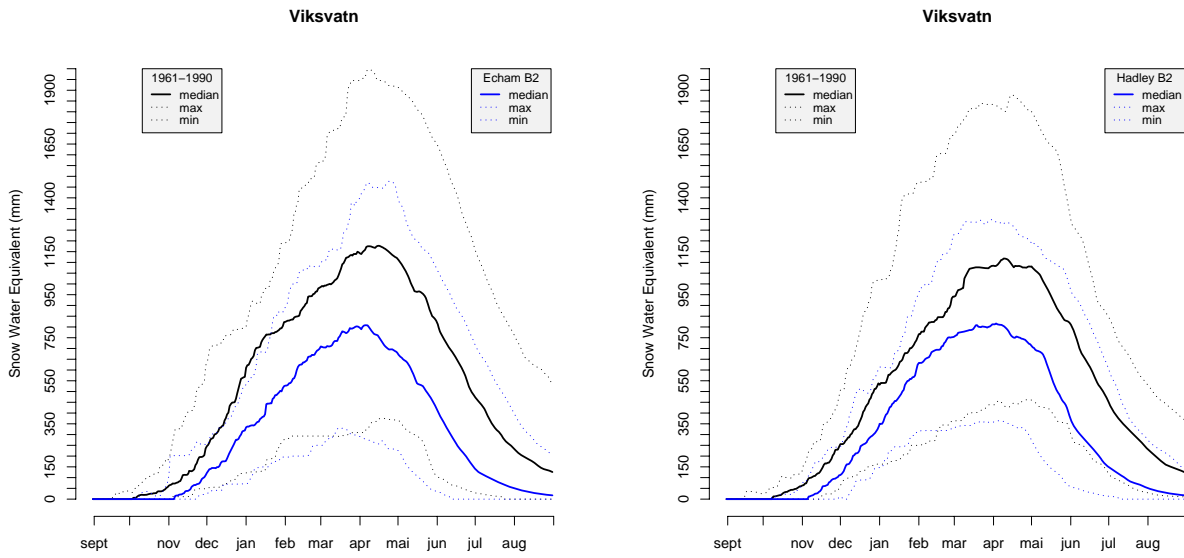 Viksvatn
1961−1990
median
max
min
Echam B2
median
max
min
Snow Water Equivalent (mm)
0
150
350
550
750
950
1150
1400
1650
1900
sept
nov
dec
jan
feb
mar
apr
mai
jun
jul
aug
Viksvatn
1961−1990
median
max
min
Hadley B2
median
max
min
Snow Water Equivalent (mm)
0
150
350
550
750
950
1150
1400
1650
1900
sept
nov
dec
jan
feb
mar
apr
mai
jun
jul
aug